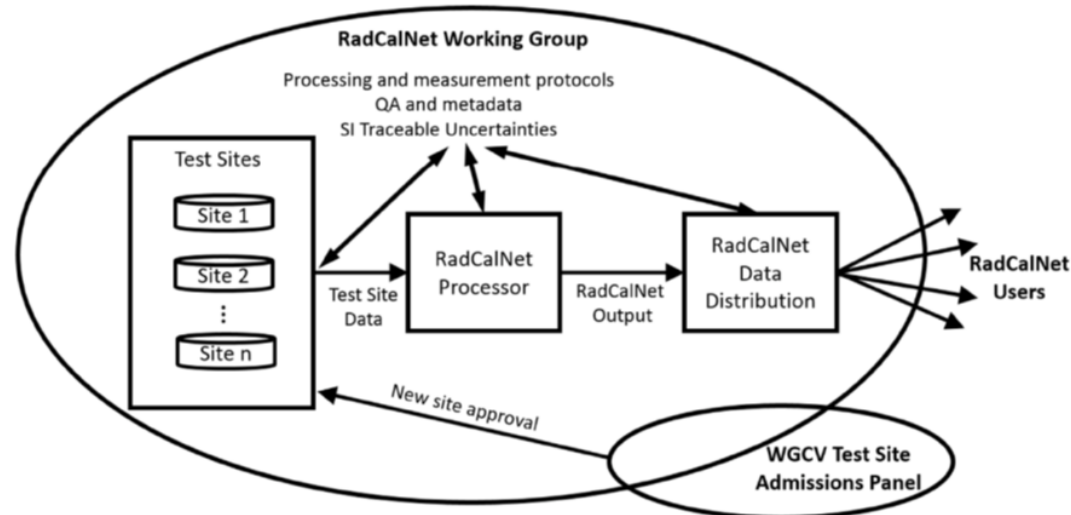 RadCalNet Working Group
Processing and measurement protocols
QA and metadata
SI Traceable Uncertainties
Test Sites
Site 1
Site 2
⋮
Site n
Test Site
Data
RadCalNet
Processor
RadCalNet
Output
RadCalNet
Data
Distribution
RadCalNet
Users
New site approval
WGCV Test Site
Admissions Panel